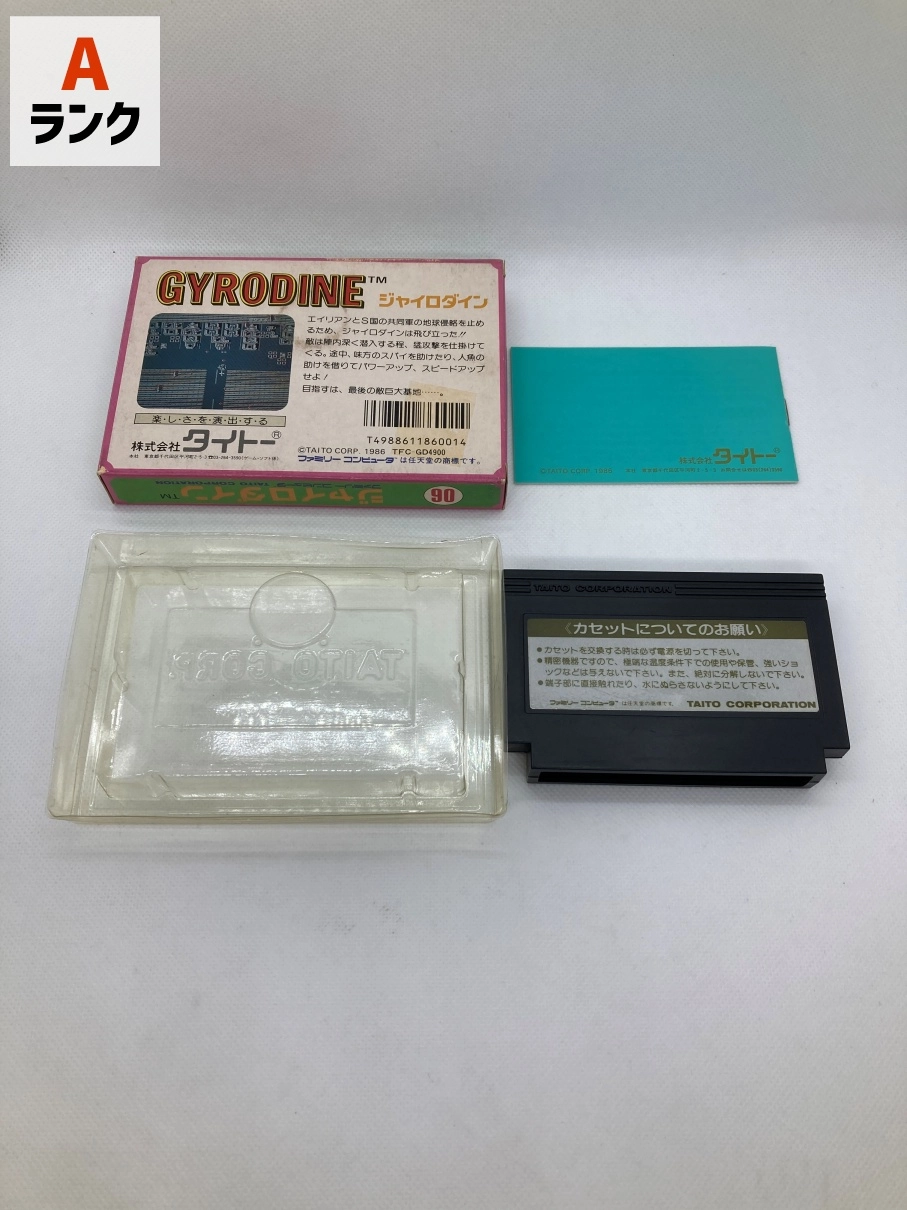 A
ランク
GYRODINE™
ジャイロダイン
エイリアンとS国の共同軍の地球侵略を止め
るため、ジャイロダインは飛び立った!!
敵は陣内深く潜入する程、猛攻撃を仕掛けて
くる。途中、味方のスパイを助けたり、人魚の
助けを借りてパワーアップ、スピードアップ
せよ!
目指すは、最後の敵巨大基地……。
楽・し・さ・を・演・出・す・る
株式会社タイトー®
T4988611860014
©TAITO CORP. 1986 TFC-GD4900
ファミリーコンピュータ™は任天堂の商標です。
ジャイロダイン™
TAITO CORPORATION
06
株式会社タイトー®
©TAITO CORP. 1986
TAITO CORP.
TAITO CORPORATION
《カセットについてのお願い》
●カセットを交換する時は必ず電源を切って下さい。
●精密機器ですので、極端な温度条件下での使用や保管、強いショ
ックなどは与えないで下さい。また、絶対に分解しないで下さい。
●端子部に直接触れたり、水にぬらさないようにして下さい。
ファミリーコンピュータ™は任天堂の商標です。 TAITO CORPORATION